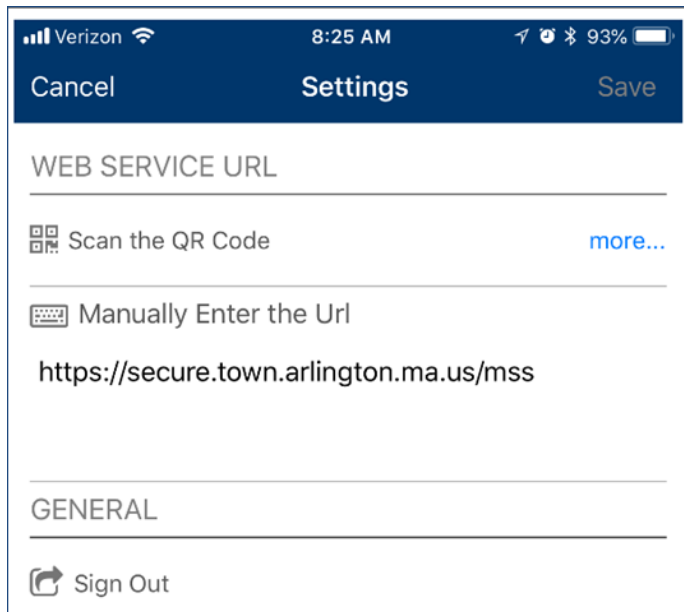 Verizon 8:25 AM 93%
Cancel Settings Save
WEB SERVICE URL
Scan the QR Code more...
Manually Enter the Url
https://secure.town.arlington.ma.us/mss
GENERAL
Sign Out